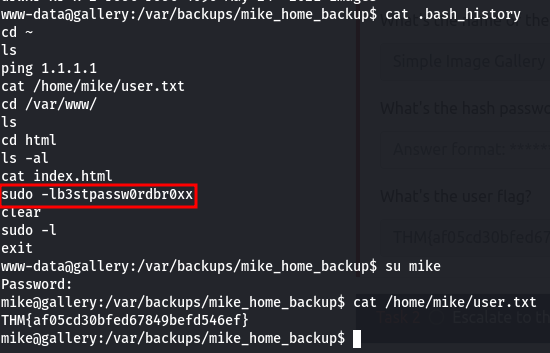 www-data@gallery:/var/backups/mike_home_backup$ cat .bash_history
cd ~
ls
ping 1.1.1.1
cat /home/mike/user.txt
cd /var/www/
ls
cd html
ls -al
cat index.html
sudo -lb3stpassw0rdbr0xx
clear
sudo -l
exit
www-data@gallery:/var/backups/mike_home_backup$ su mike
Password:
mike@gallery:/var/backups/mike_home_backup$ cat /home/mike/user.txt
THM{af05cd30bfed67849befd546ef}
mike@gallery:/var/backups/mike_home_backup$
Simple Image Gallery
What's the hash passwo
Answer format: ******
What's the user flag?
THM{af05cd30bfed67
Escalate to th